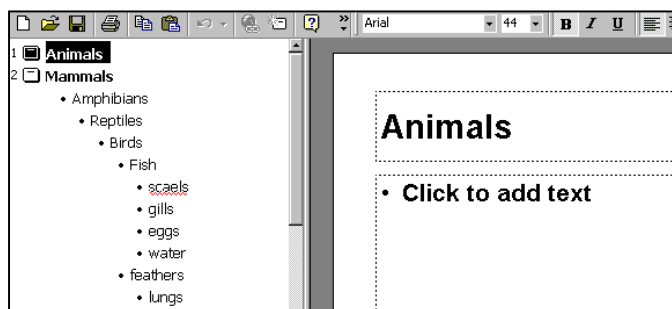 Arial 44 B I U
1 Animals
2 Mammals
• Amphibians
• Reptiles
• Birds
• Fish
• scaels
• gills
• eggs
• water
• feathers
• lungs
Animals
• Click to add text